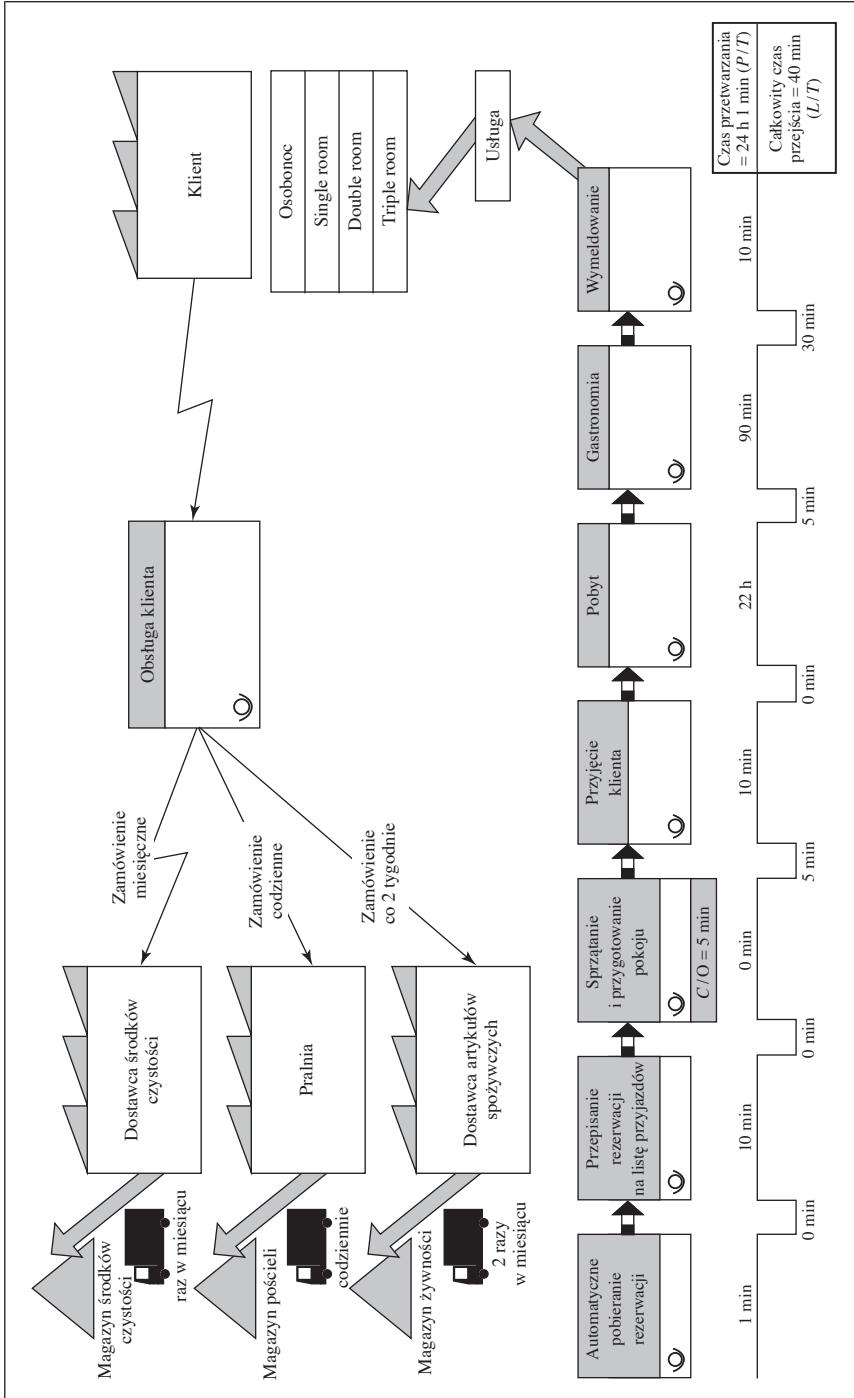 Magazyn środków
czystości
raz w miesiącu
Dostawca środków
czystości
Zamówienie
miesięczne
Magazyn pościeli
codziennie
Pralnia
Zamówienie
codzienne
Magazyn żywności
2 razy
w miesiącu
Dostawca artykułów
spożywczych
Zamówienie
co 2 tygodnie
Obsługa klienta
Klient
Osobonoc
Single room
Double room
Triple room
Usługa
Automatyczne
pobieranie
rezerwacji
Przepisanie
rezerwacji
na listę przyjazdów
Sprzątanie
i przygotowanie
pokoju
C/O = 5 min
Przyjęcie
klienta
Pobyt
Gastronomia
Wymeldowanie
1 min
0 min
10 min
0 min
0 min
5 min
10 min
0 min
22 h
5 min
90 min
30 min
10 min
Czas przetwarzania
= 24 h 1 min (P/T)
Całkowity czas
przejścia = 40 min
(L/T)